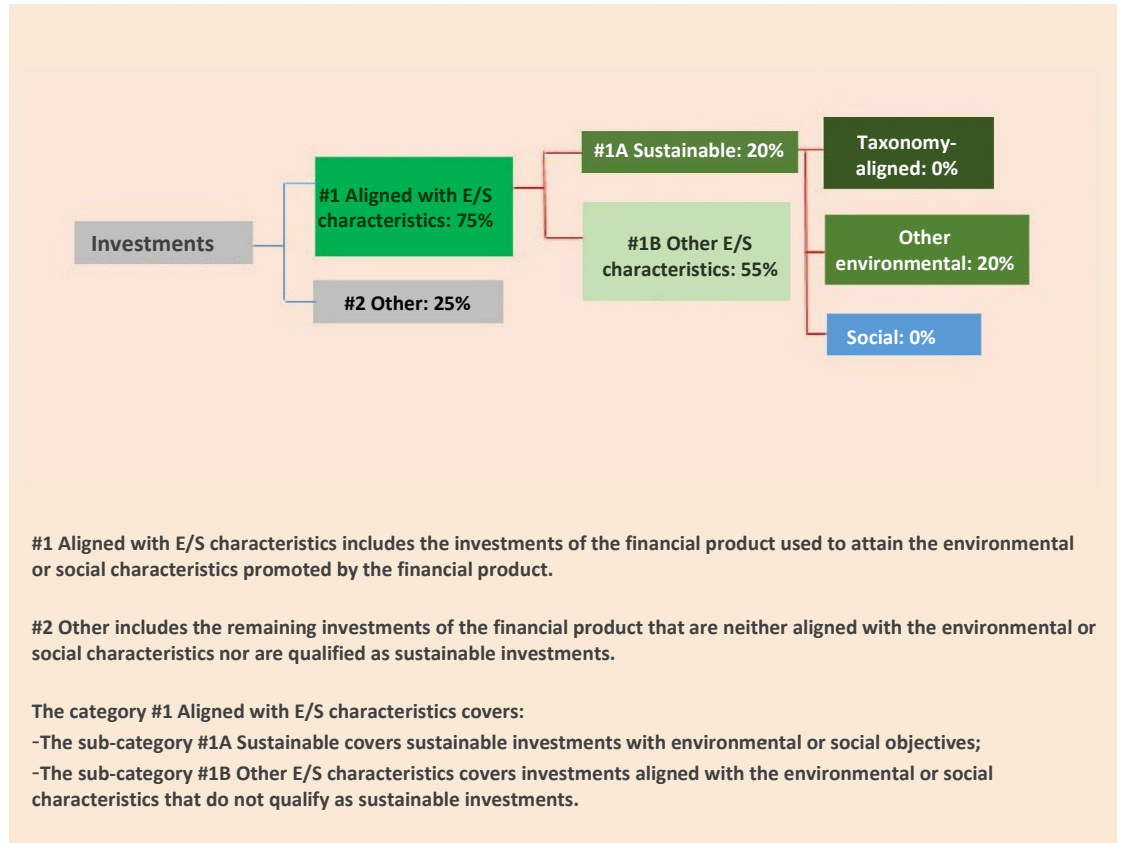 Investments
#1 Aligned with E/S
characteristics: 75%
#2 Other: 25%
#1A Sustainable: 20%
#1B Other E/S
characteristics: 55%
Taxonomy-
aligned: 0%
Other
environmental: 20%
Social: 0%
#1 Aligned with E/S characteristics includes the investments of the financial product used to attain the environmental
or social characteristics promoted by the financial product.
#2 Other includes the remaining investments of the financial product that are neither aligned with the environmental or
social characteristics nor are qualified as sustainable investments.
The category #1 Aligned with E/S characteristics covers:
-The sub-category #1A Sustainable covers sustainable investments with environmental or social objectives;
-The sub-category #1B Other E/S characteristics covers investments aligned with the environmental or social
characteristics that do not qualify as sustainable investments.